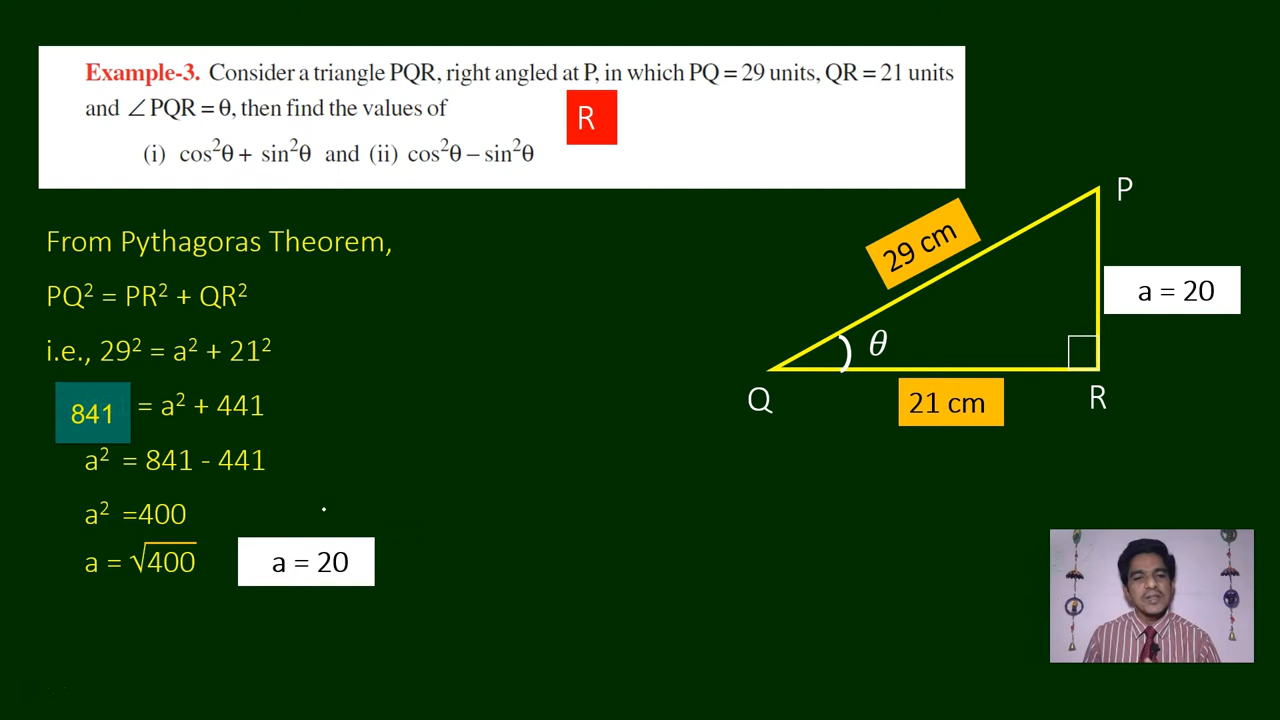 Example-3. Consider a triangle PQR, right angled at P, in which PQ = 29 units, QR = 21 units
and ∠PQR = θ, then find the values of
R
(i) cos²θ + sin²θ and (ii) cos²θ – sin²θ
From Pythagoras Theorem,
PQ² = PR² + QR²
i.e., 29² = a² + 21²
841 = a² + 441
a² = 841 - 441
a² =400
a = √400
a = 20
P
29 cm
a = 20
θ
Q
21 cm
R